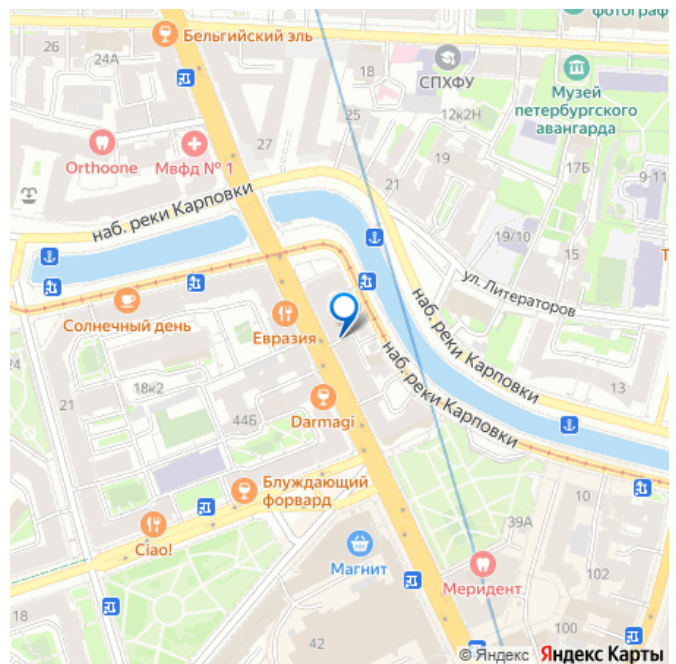 фотограф
Бельгийский эль
26
24А
18
СПХФУ
Музей
петербургского
авангарда
25
12к2Н
27
Orthoone
Мвфд № 1
19
17Б
9-11
21
наб. реки Карповки
19/10
15
Т
ул. Литераторов
Солнечный день
Евразия
наб. реки Карповки
24
18к2
наб. реки Карповки
13
21
44Б
Darmagi
Блуждающий
форвард
10
39А
Ciao!
Магнит
Меридент
102
18
42
100
© Яндекс Яндекс Карты